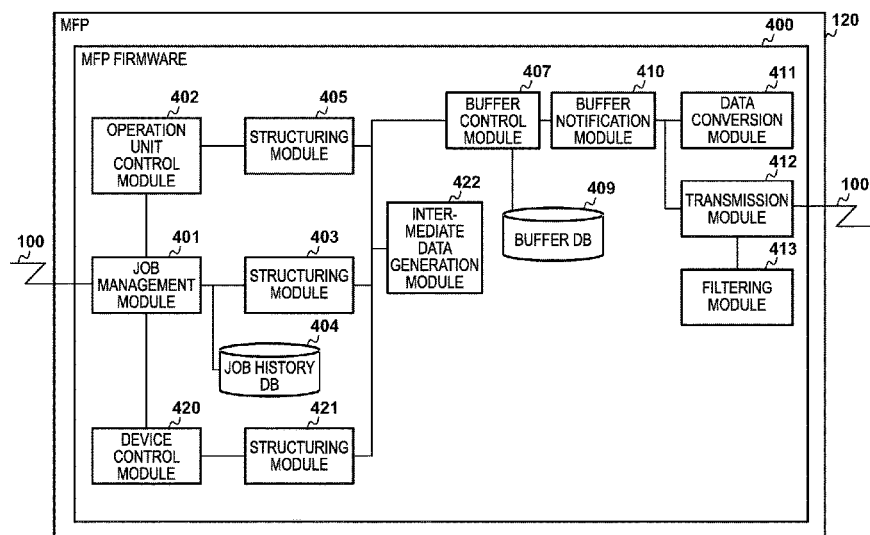 MFP
120
400
MFP FIRMWARE
402
OPERATION
UNIT
CONTROL
MODULE
405
STRUCTURING
MODULE
407
BUFFER
CONTROL
MODULE
410
BUFFER
NOTIFICATION
MODULE
411
DATA
CONVERSION
MODULE
412
TRANSMISSION
MODULE
100
422
INTER-
MEDIATE
DATA
GENERATION
MODULE
409
BUFFER DB
100
401
JOB
MANAGEMENT
MODULE
403
STRUCTURING
MODULE
413
FILTERING
MODULE
404
JOB HISTORY
DB
420
DEVICE
CONTROL
MODULE
421
STRUCTURING
MODULE